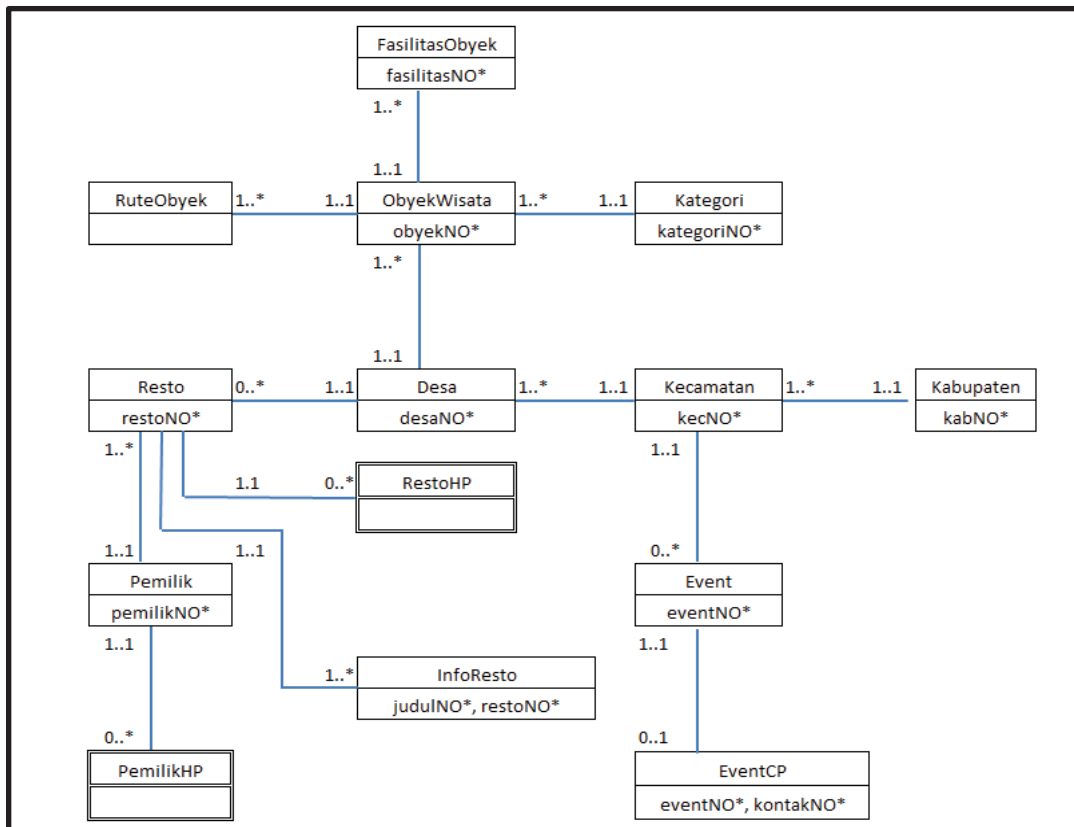 FasilitasObyek
fasilitasNO*
1..*
1..1
RuteObyek
1..*
1..1
ObyekWisata
obyekNO*
1..*
1..1
Kategori
kategoriNO*
1..*
1..1
Resto
restoNO*
0..*
1..1
Desa
desaNO*
1..*
1..1
Kecamatan
kecNO*
1..*
1..1
Kabupaten
kabNO*
1..*
1..1
1.1
0..*
RestoHP
1..1
1..1
0..*
Pemilik
pemilikNO*
Event
eventNO*
1..1
1..1
1..*
InfoResto
judulNO*, restoNO*
0..*
0..1
PemilikHP
EventCP
eventNO*, kontakNO*